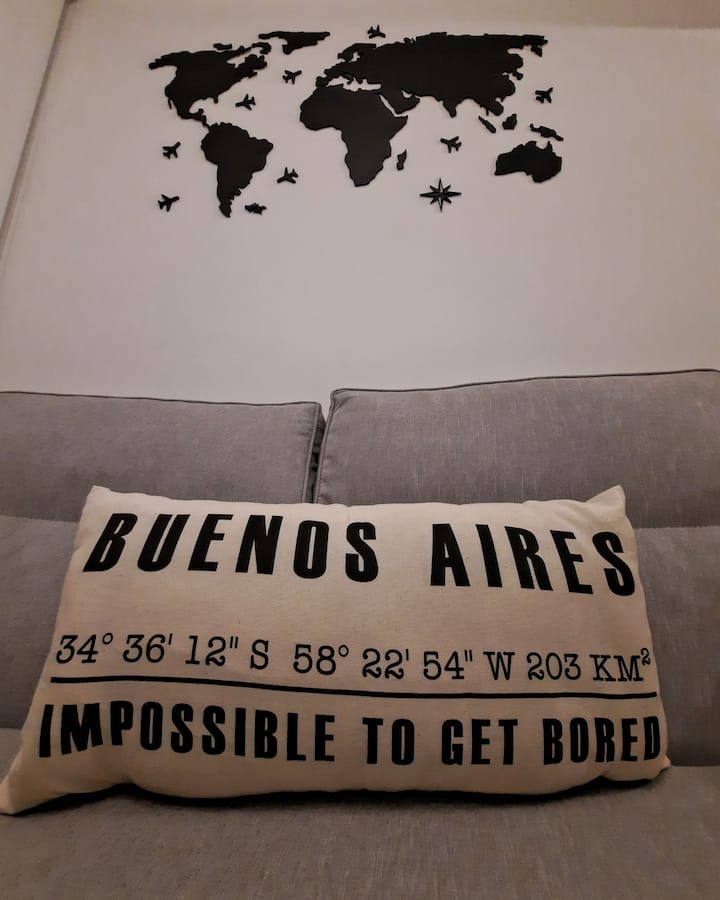 BUENOS AIRES
34° 36' 12" S 58° 22' 54" W 203 KM²
IMPOSSIBLE TO GET BORED